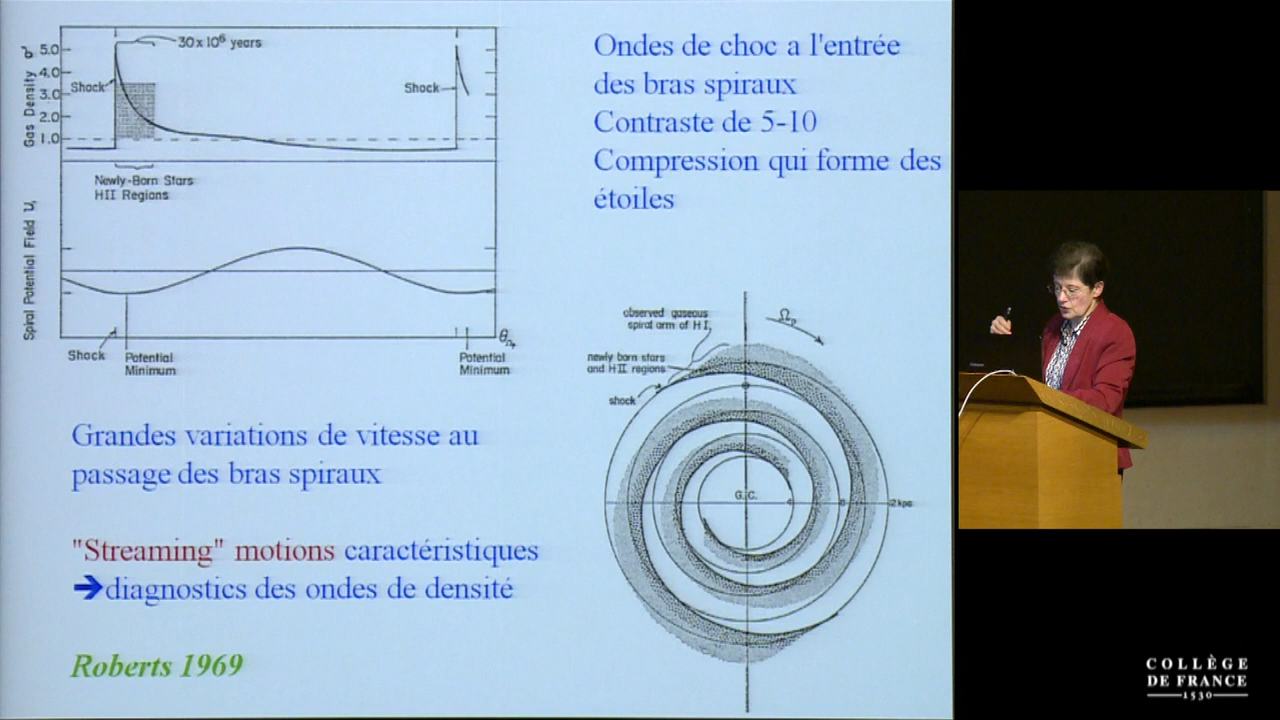 30 x 10⁶ years
Gas Density σ
5.0
4.0
3.0
2.0
1.0
Shock
Shock
Newly-Born Stars
HII Regions
Spiral Potential Field
Shock
Potential
Minimum
Potential
Minimum
Ondes de choc a l'entrée
des bras spiraux
Contraste de 5-10
Compression qui forme des
étoiles
observed gaseous
spiral arm of HI
Ωp
newly born stars
and HII regions
shock
G.C.
kpc
Grandes variations de vitesse au
passage des bras spiraux
"Streaming" motions caractéristiques
➔diagnostics des ondes de densité
Roberts 1969
COLLÈGE
DE FRANCE
1530